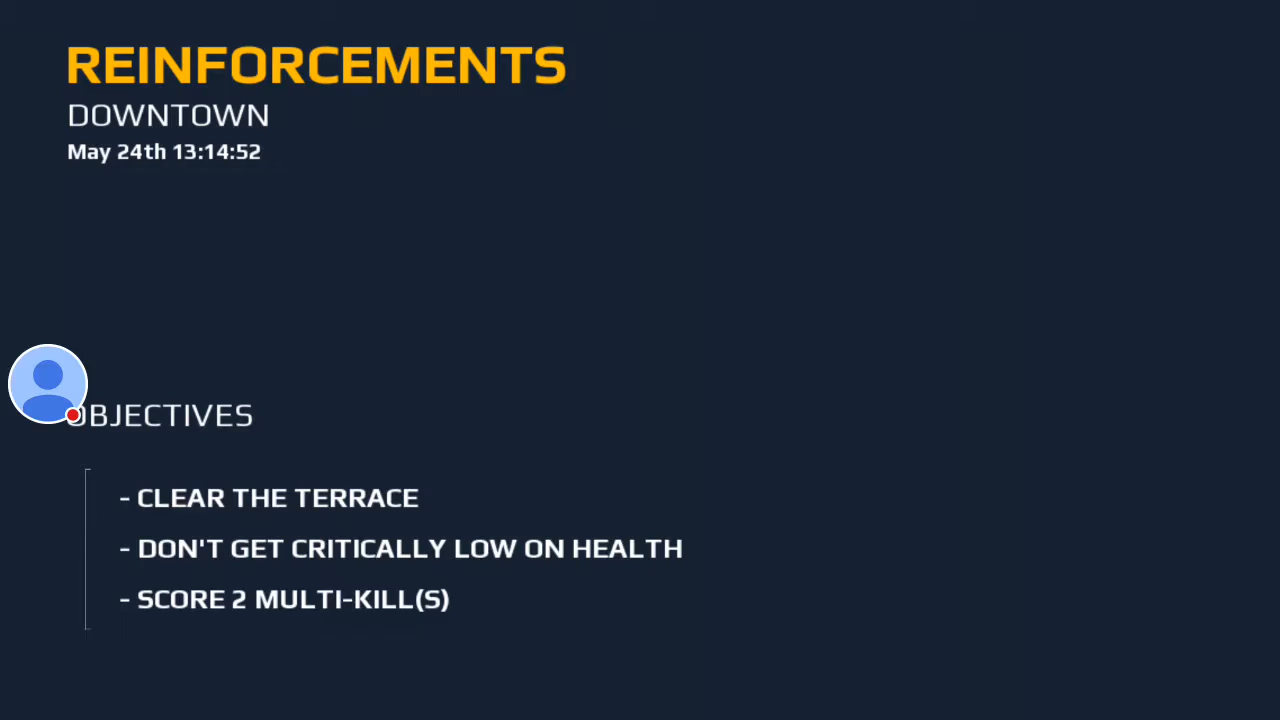 REINFORCEMENTS
DOWNTOWN
May 24th 13:14:52
OBJECTIVES
- CLEAR THE TERRACE
- DON'T GET CRITICALLY LOW ON HEALTH
- SCORE 2 MULTI-KILL(S)